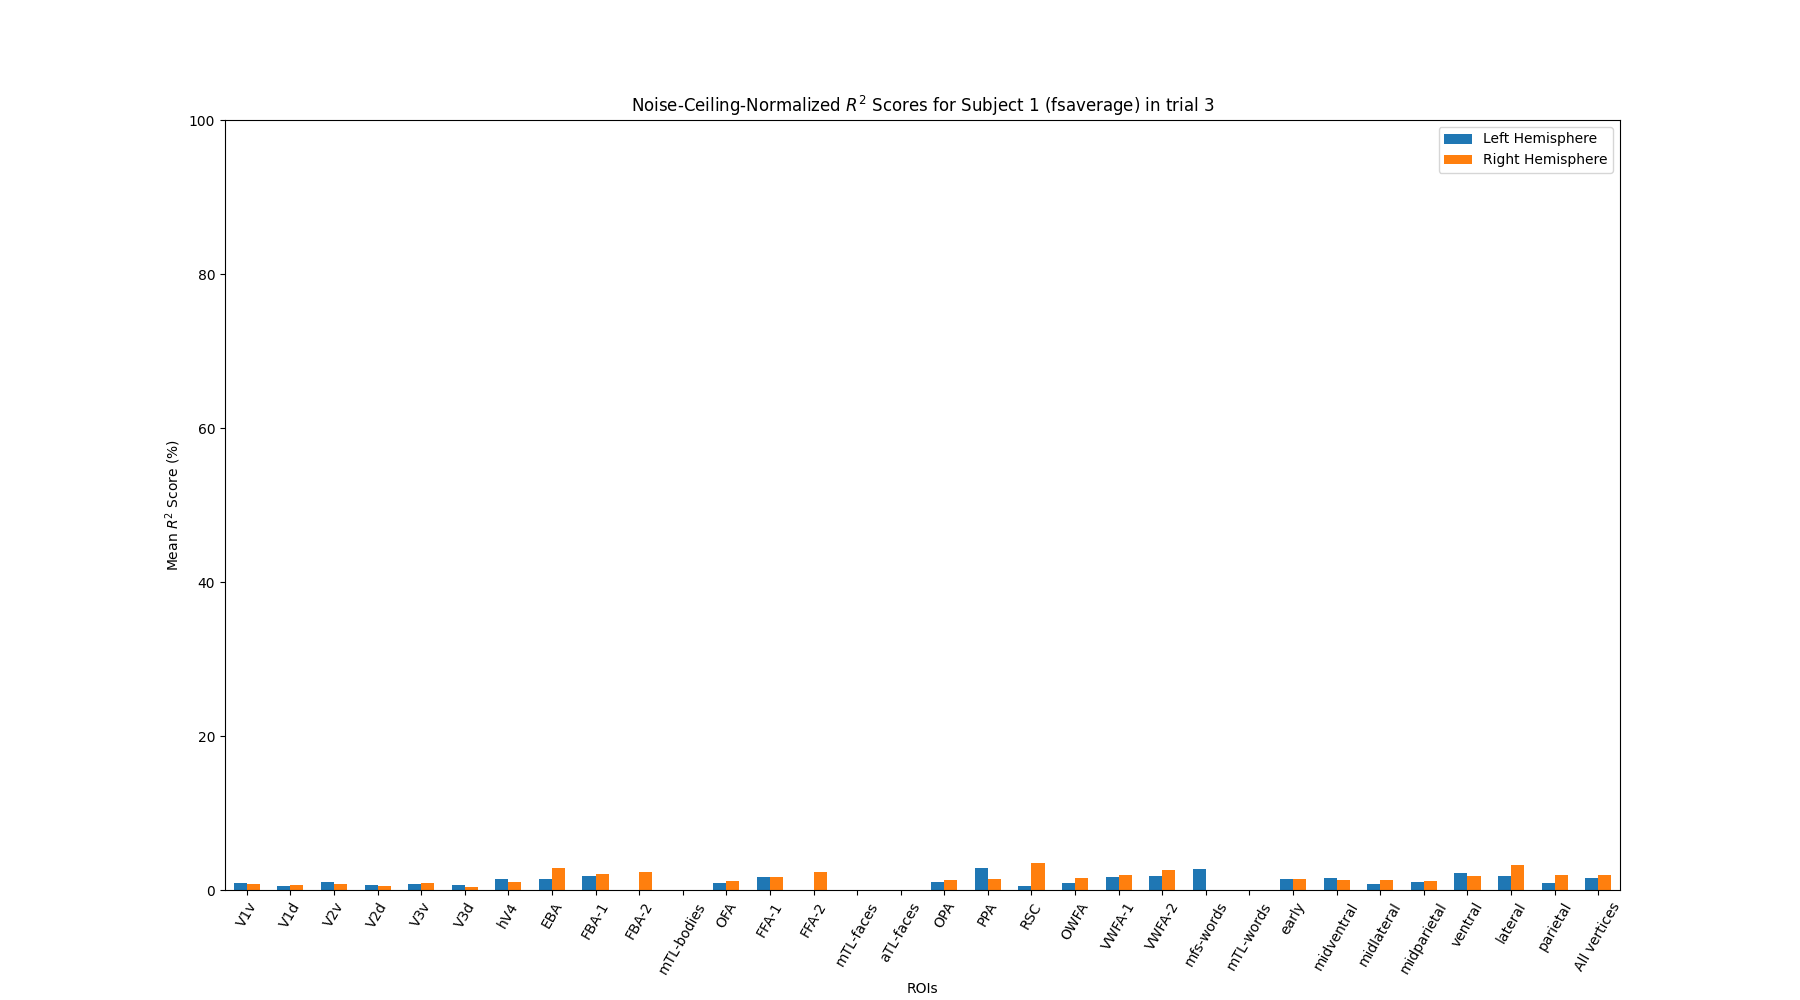 Noise-Ceiling-Normalized R² Scores for Subject 1 (fsaverage) in trial 3
100
80
60
40
20
0
Mean R² Score (%)
Left Hemisphere
Right Hemisphere
V1v
V1d
V2v
V2d
V3v
V3d
hV4
EBA
FBA-1
FBA-2
mTL-bodies
OFA
FFA-1
FFA-2
mTL-faces
aTL-faces
OPA
PPA
RSC
OWFA
VWFA-1
VWFA-2
mfs-words
mTL-words
early
midventral
midlateral
midparietal
ventral
lateral
parietal
All vertices
ROIs